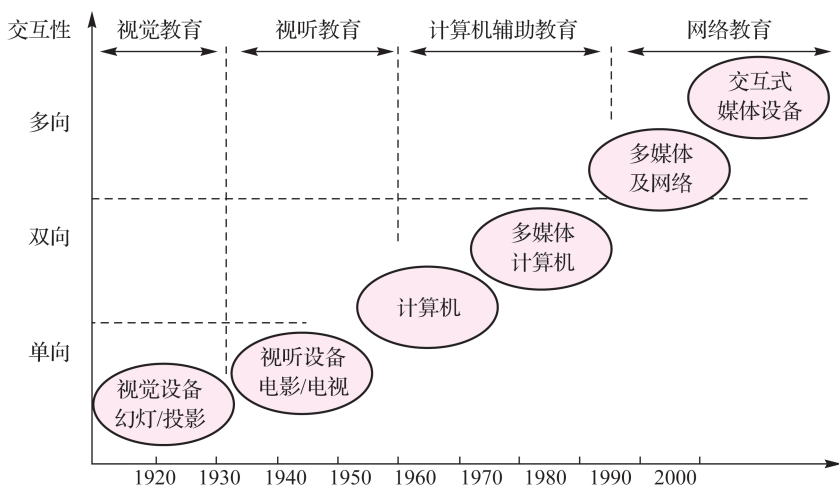 交互性
视觉教育
视听教育
计算机辅助教育
网络教育
交互式
媒体设备
多向
多媒体
及网络
双向
多媒体
计算机
计算机
单向
视听设备
电影/电视
视觉设备
幻灯/投影
1920 1930 1940 1950 1960 1970 1980 1990 2000